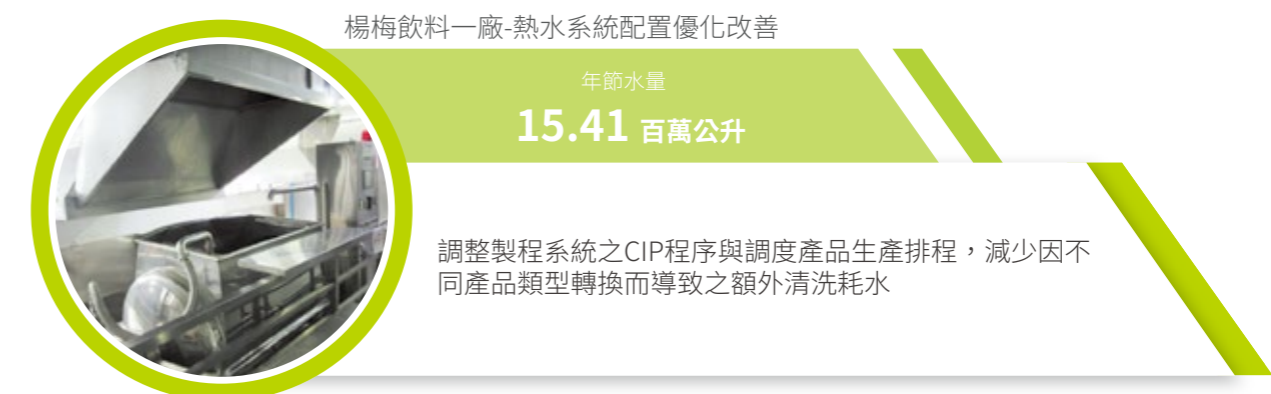 楊梅飲料一廠-熱水系統配置優化改善
年節水量
15.41 百萬公升
調整製程系統之CIP程序與調度產品生產排程，減少因不
同產品類型轉換而導致之額外清洗耗水